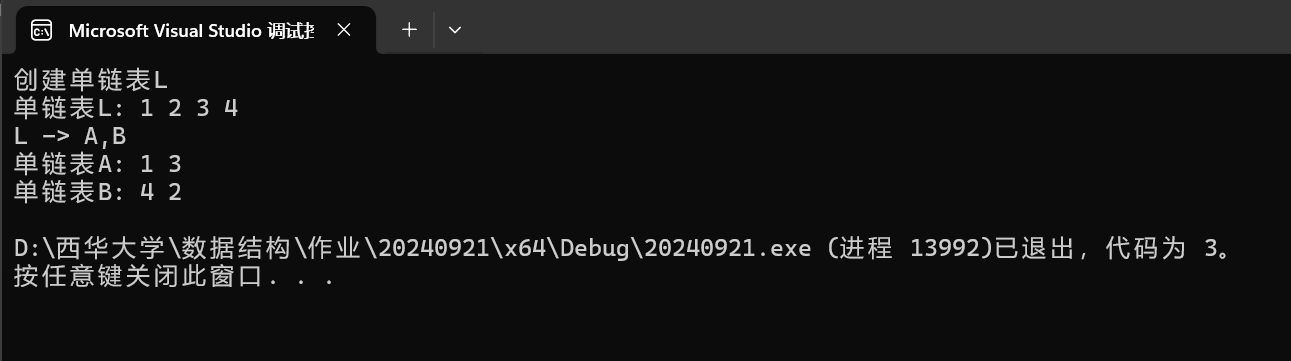 Microsoft Visual Studio 调试
创建单链表L
单链表L: 1 2 3 4
L -> A,B
单链表A: 1 3
单链表B: 4 2
D:\西华大学\数据结构\作业\20240921\x64\Debug\20240921.exe (进程 13992)已退出，代码为 3。
按任意键关闭此窗口. . .